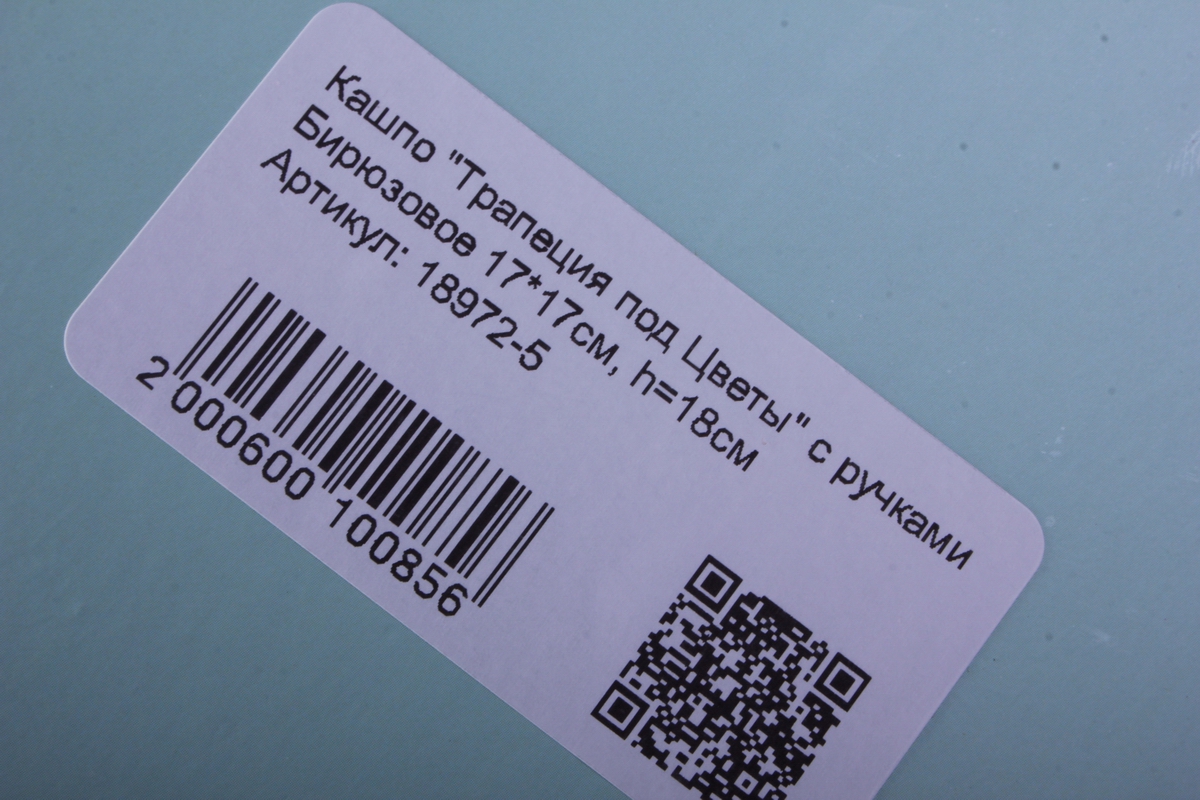 Кашпо "Трапеция под Цветы" с ручками
Бирюзовое 17*17см, h=18см
Артикул: 18972-5
2 000600 100856